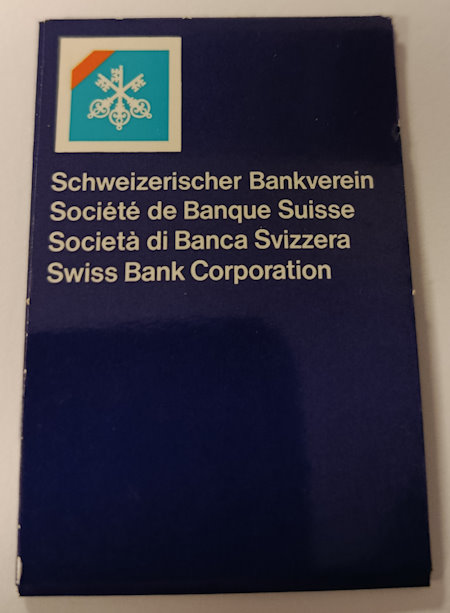 Schweizerischer Bankverein
Société de Banque Suisse
Società di Banca Svizzera
Swiss Bank Corporation